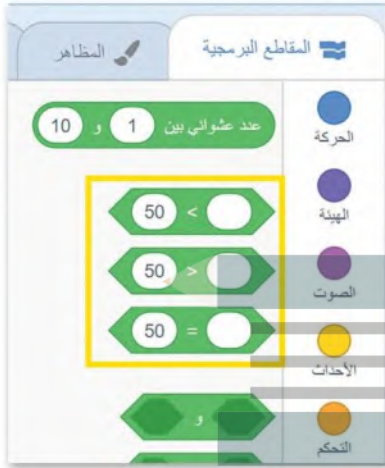 المقاطع البرمجية
المظاهر
الحركة
الهيئة
الصوت
الأحداث
التحكم
عدد عشوائي بين 1 و 10
< 50
> 50
= 50
و